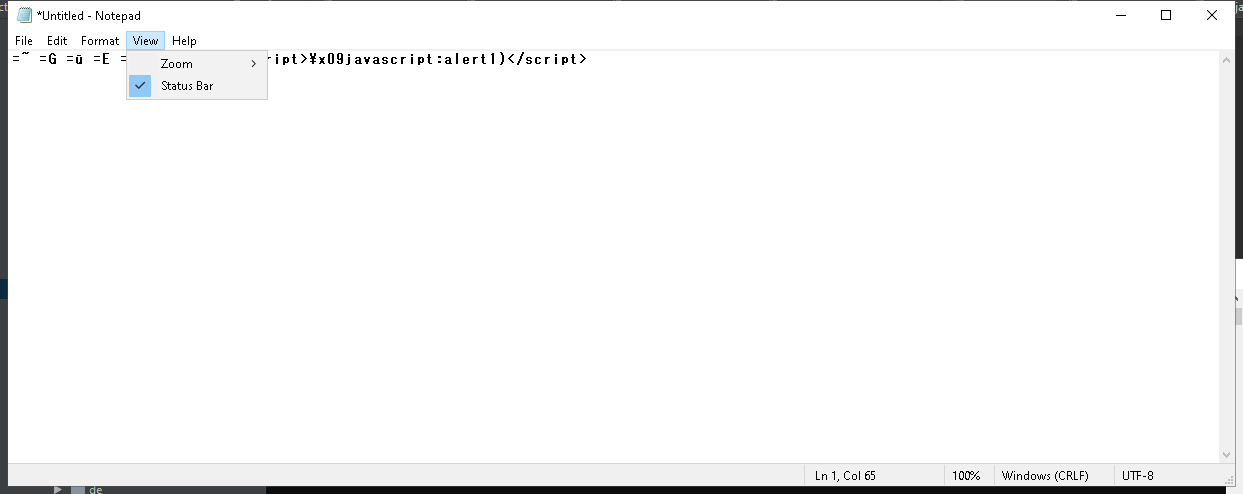 *Untitled - Notepad
File Edit Format View Help
=~ =G =ū =E = ript>¥x09javascript:alert1)</script>
Zoom
Status Bar
Ln 1, Col 65 100% Windows (CRLF) UTF-8
de